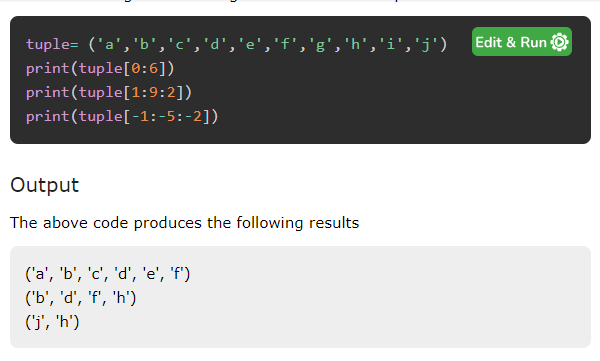 tuple= ('a','b','c','d','e','f','g','h','i','j')
Edit & Run
print(tuple[0:6])
print(tuple[1:9:2])
print(tuple[-1:-5:-2])
Output
The above code produces the following results
('a', 'b', 'c', 'd', 'e', 'f')
('b', 'd', 'f', 'h')
('j', 'h')